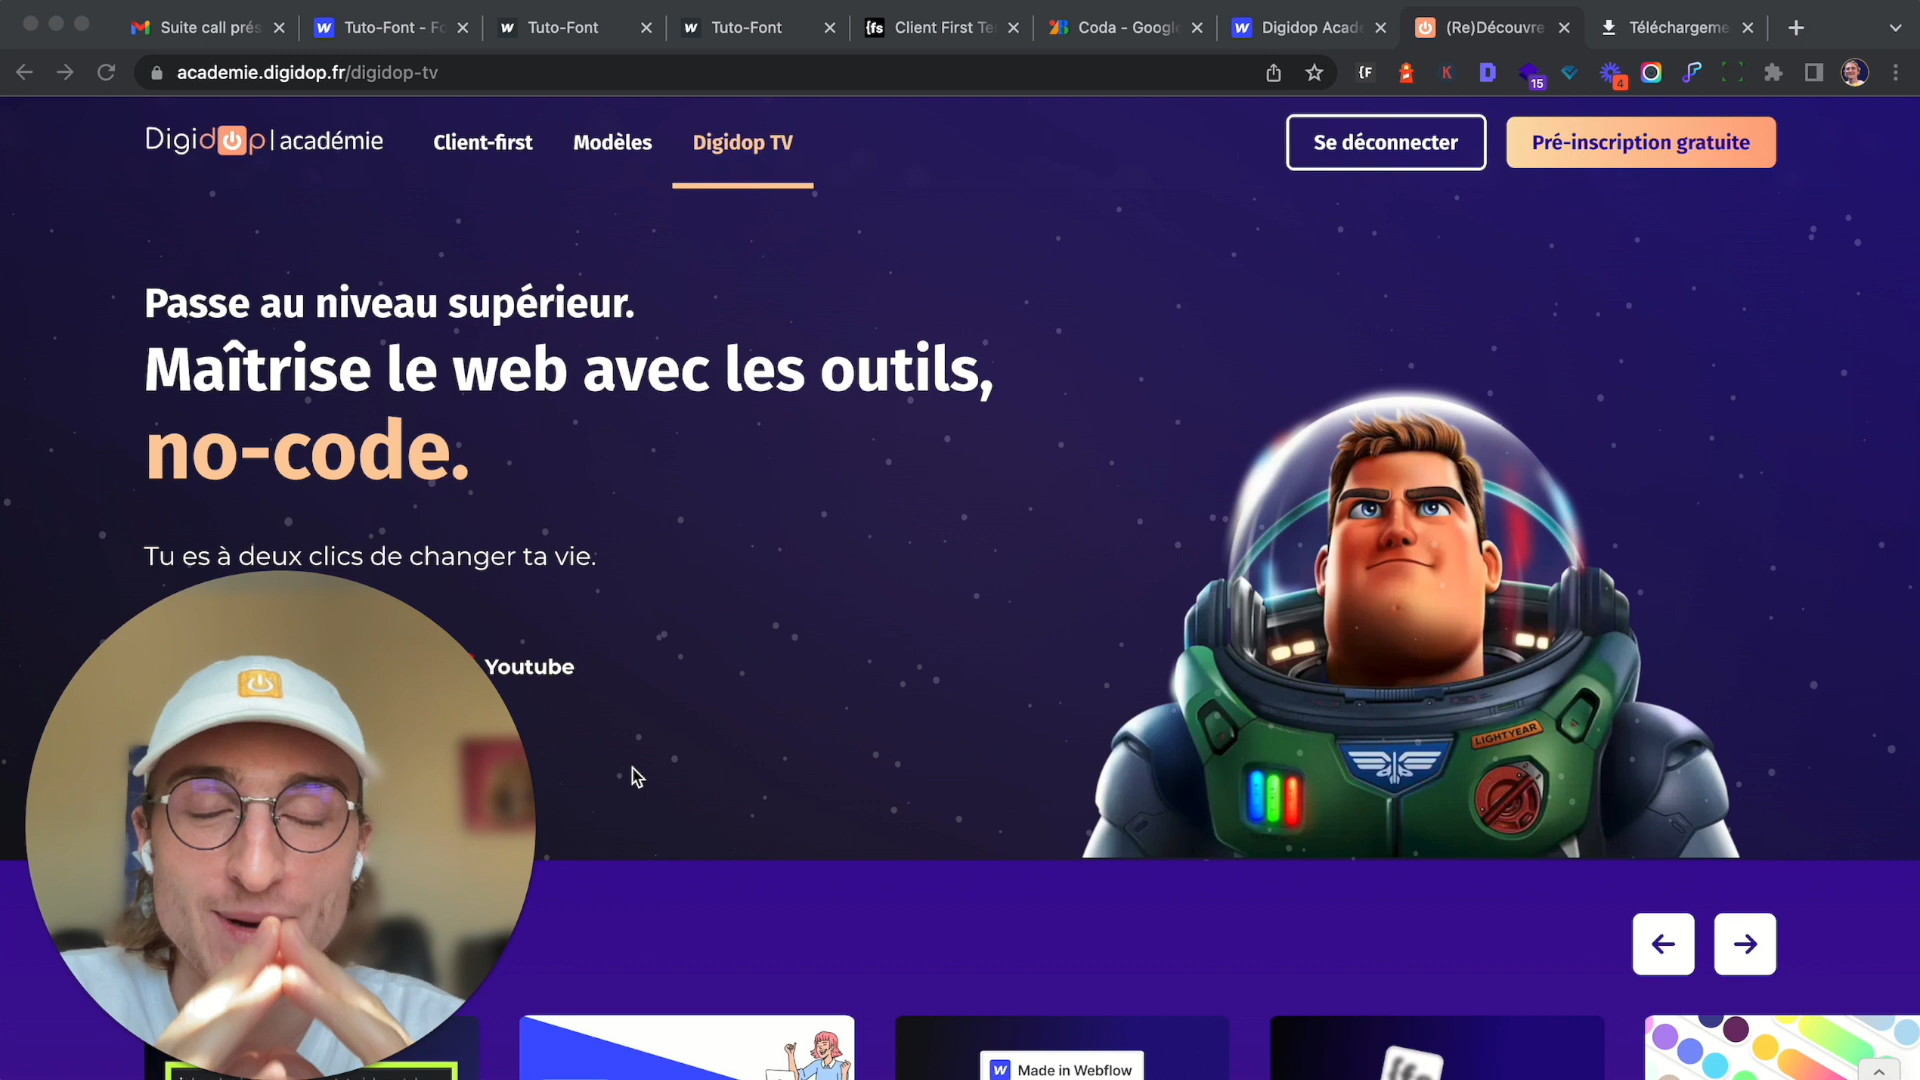 Suite call prés
Tuto-Font - Fo
Tuto-Font
Tuto-Font
Client First Te
Coda - Google
Digidop Acad
(Re)Découvre
Téléchargeme
academie.digidop.fr/digidop-tv
15
4
Digidop | académie
Client-first
Modèles
Digidop TV
Se déconnecter
Pré-inscription gratuite
Passe au niveau supérieur.
Maîtrise le web avec les outils,
no-code.
Tu es à deux clics de changer ta vie.
Youtube
LIGHTYEAR
Made in Webflow